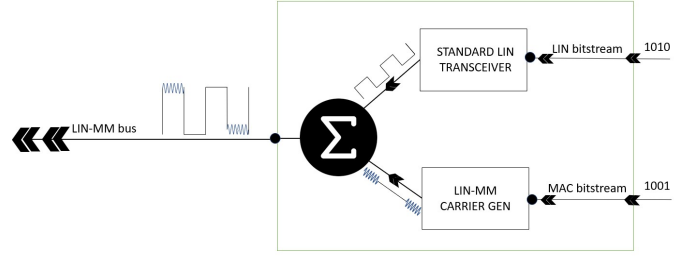 STANDARD LIN
TRANSCEIVER
LIN bitstream
1010
LIN-MM bus
Σ
LIN-MM
CARRIER GEN
MAC bitstream
1001